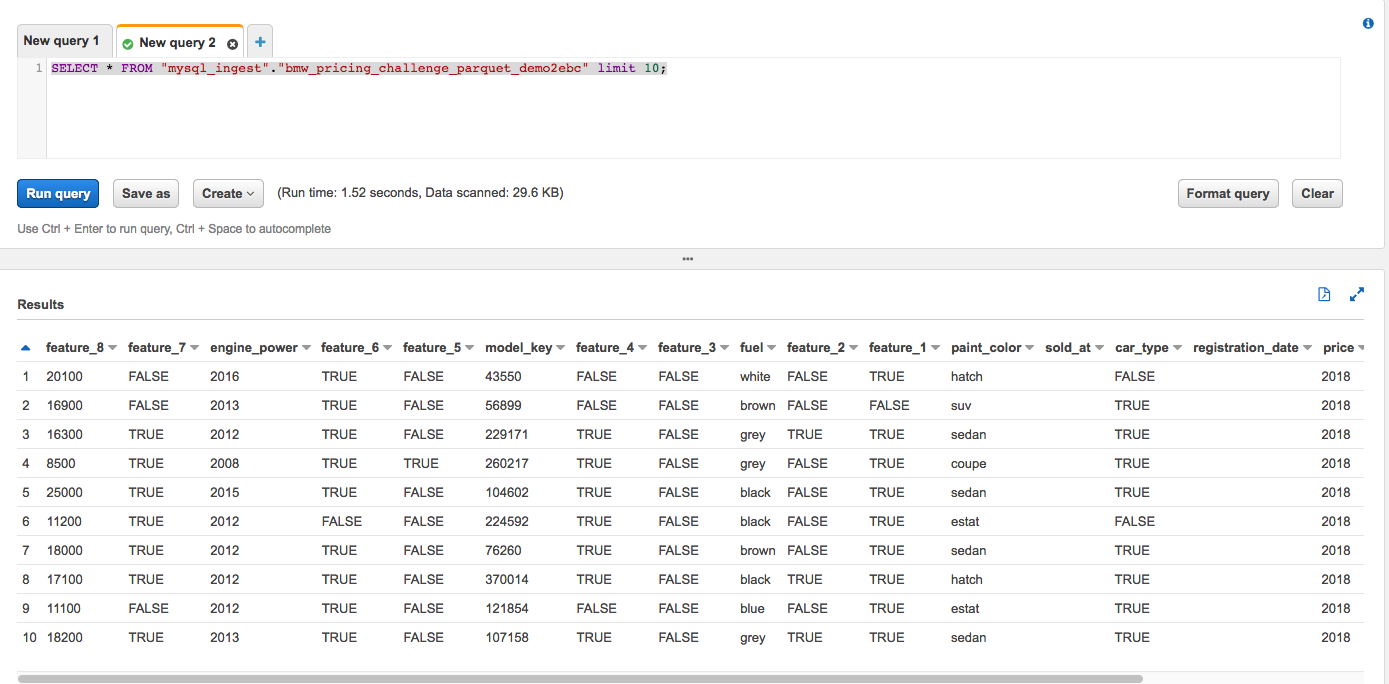 New query 1 New query 2 +
1 SELECT * FROM "mysql_ingest"."bmw_pricing_challenge_parquet_demo2ebc" limit 10;
Run query Save as Create (Run time: 1.52 seconds, Data scanned: 29.6 KB) Format query Clear
Use Ctrl + Enter to run query, Ctrl + Space to autocomplete
Results
feature_8 feature_7 engine_power feature_6 feature_5 model_key feature_4 feature_3 fuel feature_2 feature_1 paint_color sold_at car_type registration_date price
1 20100 FALSE 2016 TRUE FALSE 43550 FALSE FALSE white FALSE TRUE hatch FALSE 2018
2 16900 FALSE 2013 TRUE FALSE 56899 FALSE FALSE brown FALSE FALSE suv TRUE 2018
3 16300 TRUE 2012 TRUE FALSE 229171 TRUE FALSE grey TRUE TRUE sedan TRUE 2018
4 8500 TRUE 2008 TRUE TRUE 260217 TRUE FALSE grey FALSE TRUE coupe TRUE 2018
5 25000 TRUE 2015 TRUE FALSE 104602 TRUE FALSE black FALSE TRUE sedan TRUE 2018
6 11200 TRUE 2012 FALSE FALSE 224592 TRUE FALSE black FALSE TRUE estat FALSE 2018
7 18000 TRUE 2012 TRUE FALSE 76260 TRUE FALSE brown FALSE TRUE sedan TRUE 2018
8 17100 TRUE 2012 TRUE FALSE 370014 TRUE FALSE black TRUE TRUE hatch TRUE 2018
9 11100 FALSE 2012 TRUE FALSE 121854 FALSE FALSE blue FALSE TRUE estat TRUE 2018
10 18200 TRUE 2013 TRUE FALSE 107158 TRUE FALSE grey TRUE TRUE sedan TRUE 2018